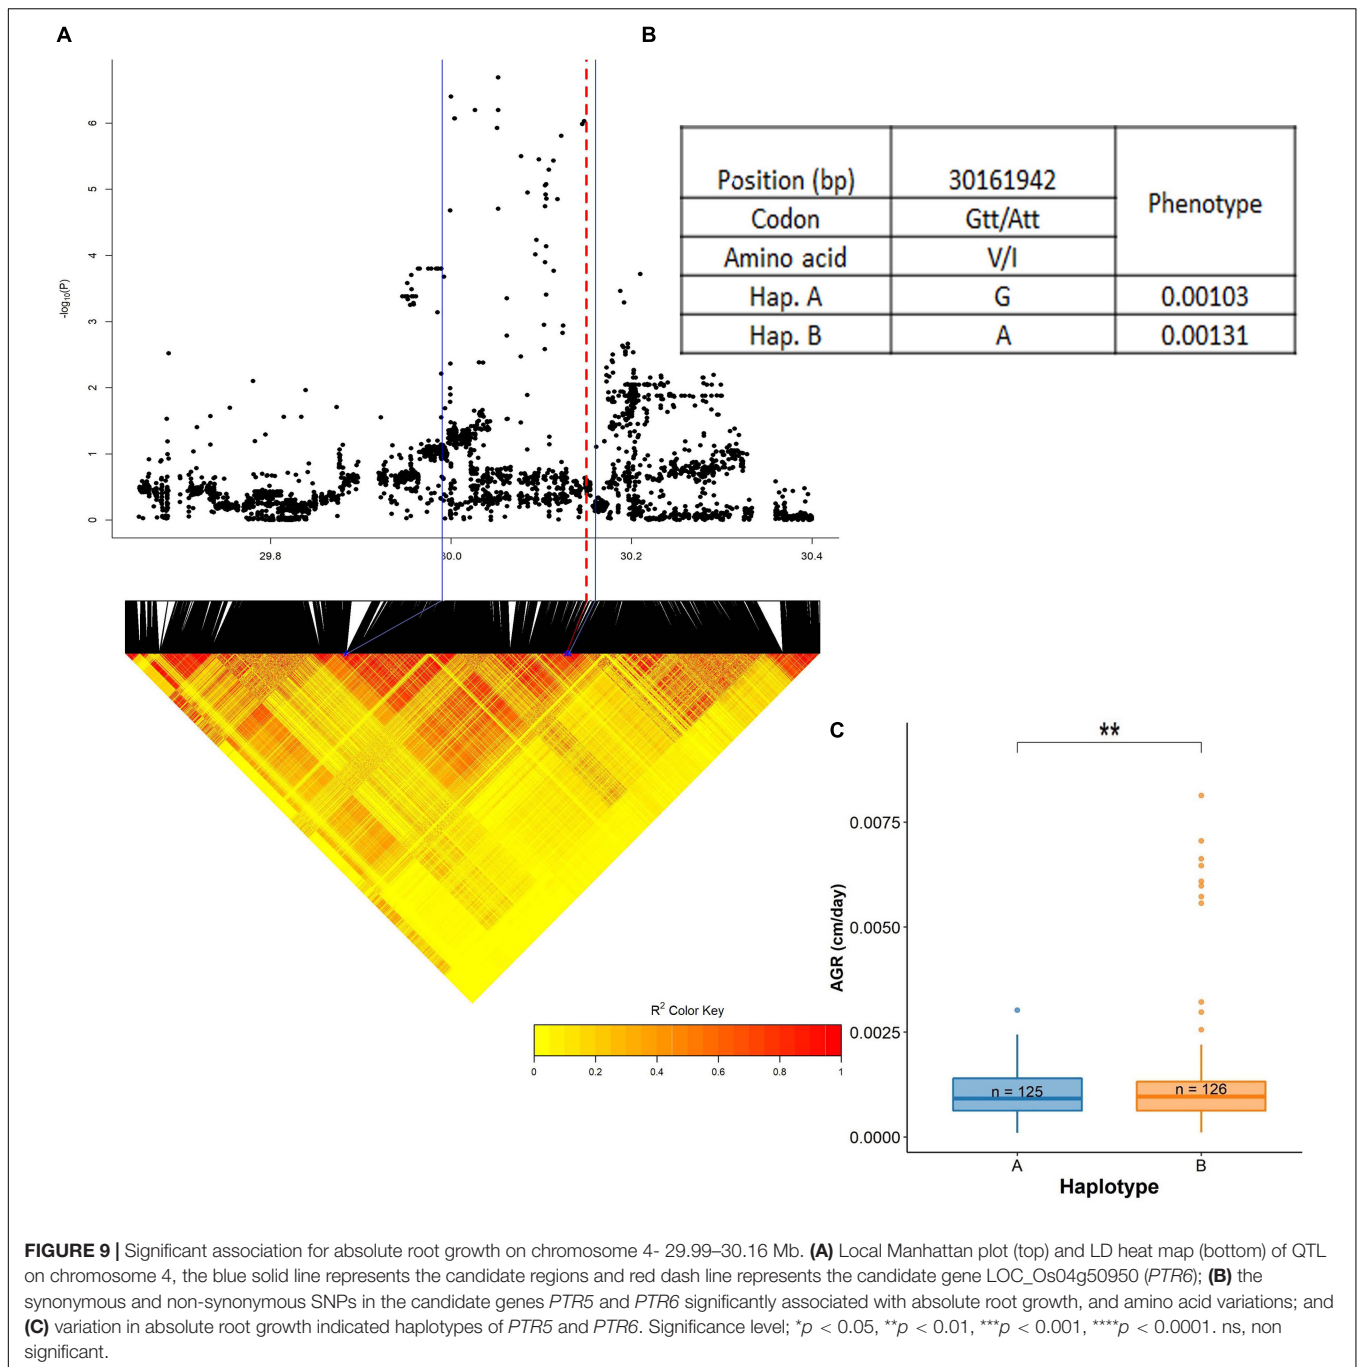 A
B
-log10(P)
6
5
4
3
2
1
0
29.8
30.0
30.2
30.4
Position (bp) 30161942 Phenotype
Codon Gtt/Att
Amino acid V/I
Hap. A G 0.00103
Hap. B A 0.00131
R2 Color Key
0 0.2 0.4 0.6 0.8 1
C
**
AGR (cm/day)
0.0075
0.0050
0.0025
0.0000
n = 125
n = 126
A B
Haplotype
FIGURE 9 | Significant association for absolute root growth on chromosome 4- 29.99–30.16 Mb. (A) Local Manhattan plot (top) and LD heat map (bottom) of QTL
on chromosome 4, the blue solid line represents the candidate regions and red dash line represents the candidate gene LOC_Os04g50950 (PTR6); (B) the
synonymous and non-synonymous SNPs in the candidate genes PTR5 and PTR6 significantly associated with absolute root growth, and amino acid variations; and
(C) variation in absolute root growth indicated haplotypes of PTR5 and PTR6. Significance level; *p < 0.05, **p < 0.01, ***p < 0.001, ****p < 0.0001. ns, non
significant.